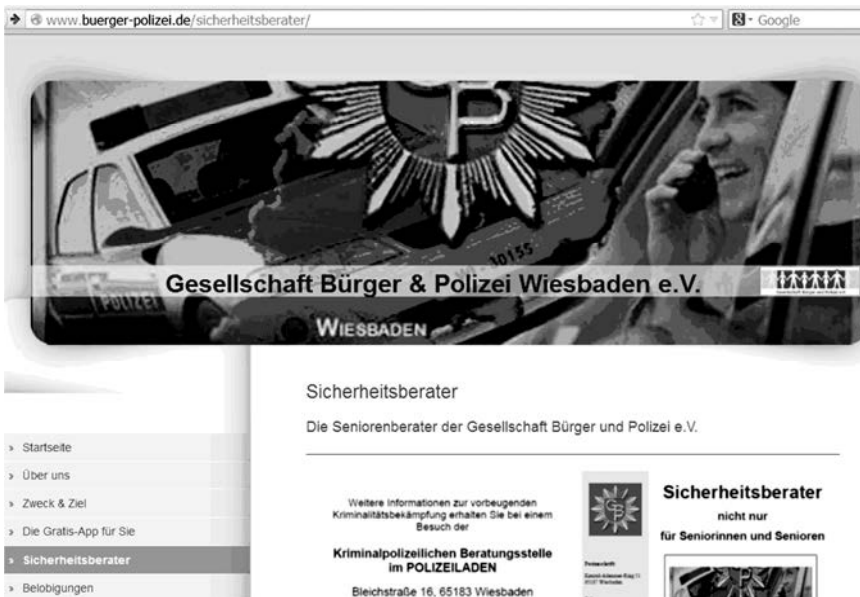 www.buerger-polizei.de/sicherheitsberater/
Google
POLIZEI
WI - 30155
Gesellschaft Bürger & Polizei Wiesbaden e.V.
WIESBADEN
Sicherheitsberater
Die Seniorenberater der Gesellschaft Bürger und Polizei e.V.
» Startseite
» Über uns
» Zweck & Ziel
» Die Gratis-App für Sie
» Sicherheitsberater
» Belobigungen
Weitere Informationen zur vorbeugenden
Kriminalitätsbekämpfung erhalten Sie bei einem
Besuch der
Kriminalpolizeilichen Beratungsstelle
im POLIZEILADEN
Bleichstraße 16, 65183 Wiesbaden
Sicherheitsberater
nicht nur
für Seniorinnen und Senioren